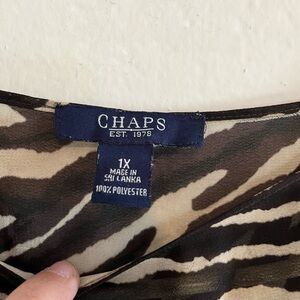 CHAPS
EST. 1978
1X
MADE IN
SRI LANKA
100% POLYESTER